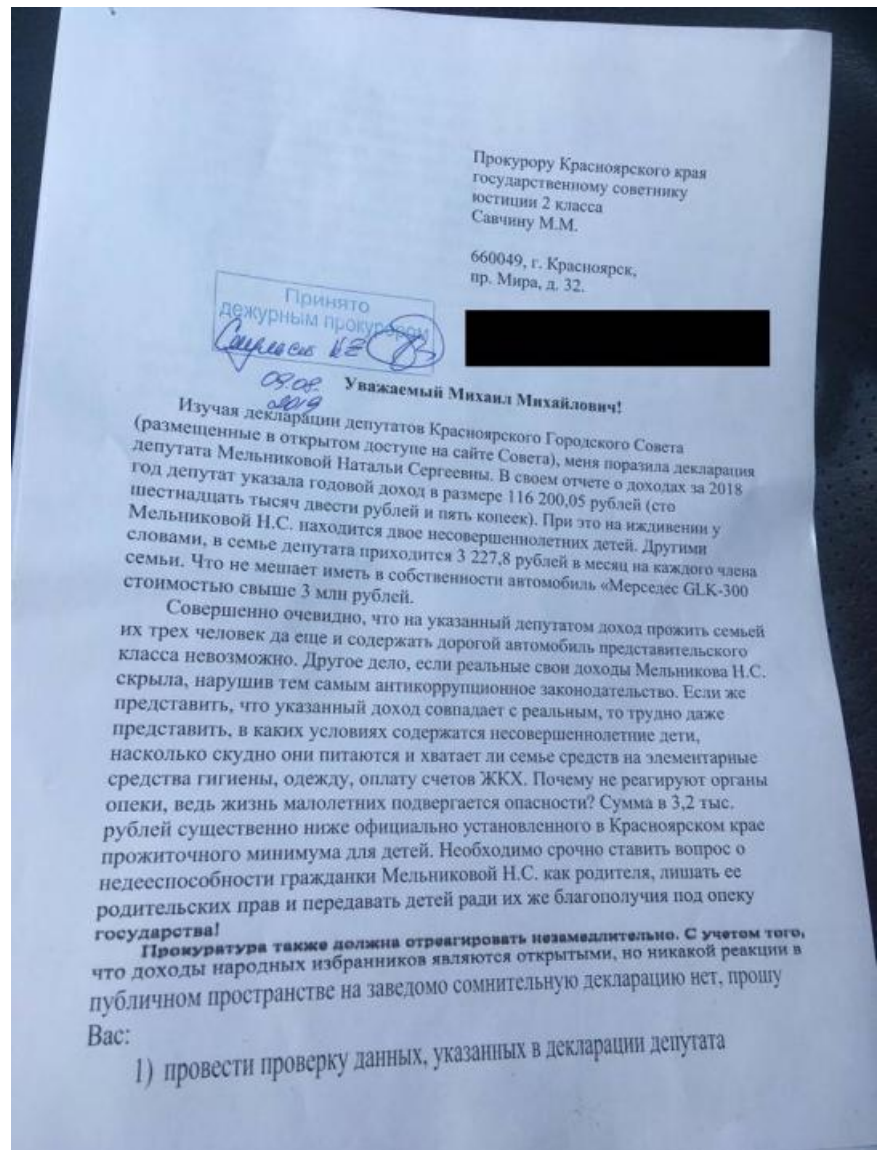 Прокурору Красноярского края
государственному советнику
юстиции 2 класса
Савчину М.М.
660049, г. Красноярск,
пр. Мира, д. 32.
Принято
дежурным прокурором
09.08.
2019
Уважаемый Михаил Михайлович!
Изучая декларации депутатов Красноярского Городского Совета
(размещенные в открытом доступе на сайте Совета), меня поразила декларация
депутата Мельниковой Натальи Сергеевны. В своем отчете о доходах за 2018
год депутат указала годовой доход в размере 116 200,05 рублей (сто
шестнадцать тысяч двести рублей и пять копеек). При это на иждивении у
Мельниковой Н.С. находится двое несовершеннолетних детей. Другими
словами, в семье депутата приходится 3 227,8 рублей в месяц на каждого члена
семьи. Что не мешает иметь в собственности автомобиль «Мерседес GLK-300
стоимостью свыше 3 млн рублей.
Совершенно очевидно, что на указанный депутатом доход прожить семьей
их трех человек да еще и содержать дорогой автомобиль представительского
класса невозможно. Другое дело, если реальные свои доходы Мельникова Н.С.
скрыла, нарушив тем самым антикоррупционное законодательство. Если же
представить, что указанный доход совпадает с реальным, то трудно даже
представить, в каких условиях содержатся несовершеннолетние дети,
насколько скудно они питаются и хватает ли семье средств на элементарные
средства гигиены, одежду, оплату счетов ЖКХ. Почему не реагируют органы
опеки, ведь жизнь малолетних подвергается опасности? Сумма в 3,2 тыс.
рублей существенно ниже официально установленного в Красноярском крае
прожиточного минимума для детей. Необходимо срочно ставить вопрос о
недееспособности гражданки Мельниковой Н.С. как родителя, лишать ее
родительских прав и передавать детей ради их же благополучия под опеку
государства!
Прокуратура также должна отреагировать незамедлительно. С учетом того,
что доходы народных избранников являются открытыми, но никакой реакции в
публичном пространстве на заведомо сомнительную декларацию нет, прошу
Вас:
1) провести проверку данных, указанных в декларации депутата